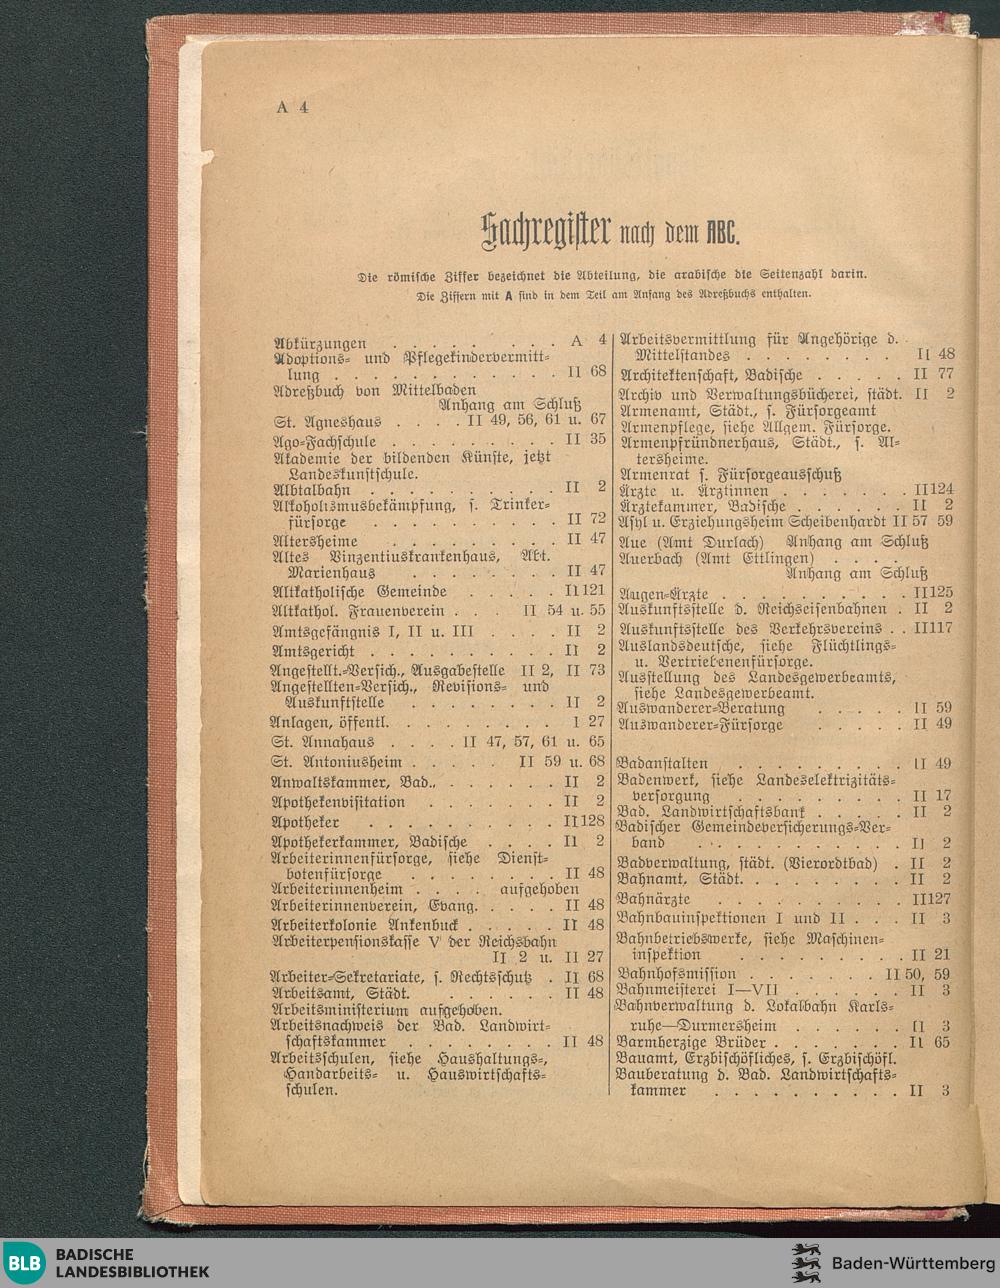 A 4
Sachregister nach dem ABC.
Die römische Ziffer bezeichnet die Abteilung, die arabische die Seitenzahl darin.
Die Ziffern mit A sind in dem Teil am Anfang des Adreßbuchs enthalten.
Abkürzungen . . . . . . . . . A 4
Adoptions- und Pflegekindervermitt-
lung . . . . . . . . . . . . II 68
Adreßbuch von Mittelbaden
Anhang am Schluß
St. Agneshaus . . . . II 49, 56, 61 u. 67
Ago-Fachschule . . . . . . . . . II 35
Akademie der bildenden Künste, jetzt
Landeskunstschule.
Albtalbahn . . . . . . . . . . II 2
Alkoholismusbekämpfung, s. Trinker-
fürsorge . . . . . . . . . . II 72
Altersheime . . . . . . . . . II 47
Altes Vinzentiuskrankenhaus, Abt.
Marienhaus . . . . . . . . II 47
Altkatholische Gemeinde . . . . . II 121
Altkathol. Frauenverein . . . II 54 u. 55
Amtsgefängnis I, II u. III . . . . II 2
Amtsgericht . . . . . . . . . . II 2
Angestellt.-Versich., Ausgabestelle II 2, II 73
Angestellten-Versich., Revisions- und
Auskunftstelle . . . . . . . . II 2
Anlagen, öffentl. . . . . . . . . . I 27
St. Annahaus . . . . II 47, 57, 61 u. 65
St. Antoniusheim . . . . . II 59 u. 68
Anwaltskammer, Bad. . . . . . . . II 2
Apothekenvisitation . . . . . . . II 2
Apotheker . . . . . . . . . . II 128
Apothekerkammer, Badische . . . . II 2
Arbeiterinnenfürsorge, siehe Dienst-
botenfürsorge . . . . . . . . II 48
Arbeiterinnenheim . . . . aufgehoben
Arbeiterinnenverein, Evang. . . . . II 48
Arbeiterkolonie Ankenbuck . . . . . II 48
Arbeiterpensionskasse V der Reichsbahn
II 2 u. II 27
Arbeiter-Sekretariate, s. Rechtsschutz . II 68
Arbeitsamt, Städt. . . . . . . . II 48
Arbeitsministerium aufgehoben.
Arbeitsnachweis der Bad. Landwirt-
schaftskammer . . . . . . . . II 48
Arbeitsschulen, siehe Haushaltungs-,
Handarbeits- u. Hauswirtschafts-
schulen.
Arbeitsvermittlung für Angehörige d.
Mittelstandes . . . . . . . . II 48
Architektenschaft, Badische . . . . . II 77
Archiv und Verwaltungsbücherei, städt. II 2
Armenamt, Städt., s. Fürsorgeamt
Armenpflege, siehe Allgem. Fürsorge.
Armenpfründnerhaus, Städt., s. Al-
tersheime.
Armenrat s. Fürsorgeausschuß
Ärzte u. Ärztinnen . . . . . . . II 124
Ärztekammer, Badische . . . . . . II 2
Asyl u. Erziehungsheim Scheibenhardt II 57 59
Aue (Amt Durlach) Anhang am Schluß
Auerbach (Amt Ettlingen) . . . .
Anhang am Schluß
Augen-Ärzte . . . . . . . . . . II 125
Auskunftsstelle d. Reichseisenbahnen . II 2
Auskunftsstelle des Verkehrsvereins . . II 117
Auslandsdeutsche, siehe Flüchtlings-
u. Vertriebenenfürsorge.
Ausstellung des Landesgewerbeamts,
siehe Landesgewerbeamt.
Auswanderer-Beratung . . . . . II 59
Auswanderer-Fürsorge . . . . . II 49
Badanstalten . . . . . . . . . . II 49
Badenwerk, siehe Landeselektrizitäts-
versorgung . . . . . . . . . II 17
Bad. Landwirtschaftsbank . . . . . II 2
Badischer Gemeindeversicherungs-Ver-
band . . . . . . . . . . . II 2
Badverwaltung, städt. (Vierordtbad) . II 2
Bahnamt, Städt. . . . . . . . . II 2
Bahnärzte . . . . . . . . . . . II 127
Bahnbauinspektionen I und II . . . II 3
Bahnbetriebswerke, siehe Maschinen-
inspektion . . . . . . . . . II 21
Bahnhofsmission . . . . . . . II 50, 59
Bahnmeisterei I—VII . . . . . . II 3
Bahnverwaltung d. Lokalbahn Karls-
ruhe—Durmersheim . . . . . . II 3
Barmherzige Brüder . . . . . . . II 65
Bauamt, Erzbischöfliches, s. Erzbischöfl.
Bauberatung d. Bad. Landwirtschafts-
kammer . . . . . . . . . . II 3
BLB BADISCHE
LANDESBIBLIOTHEK
Baden-Württemberg